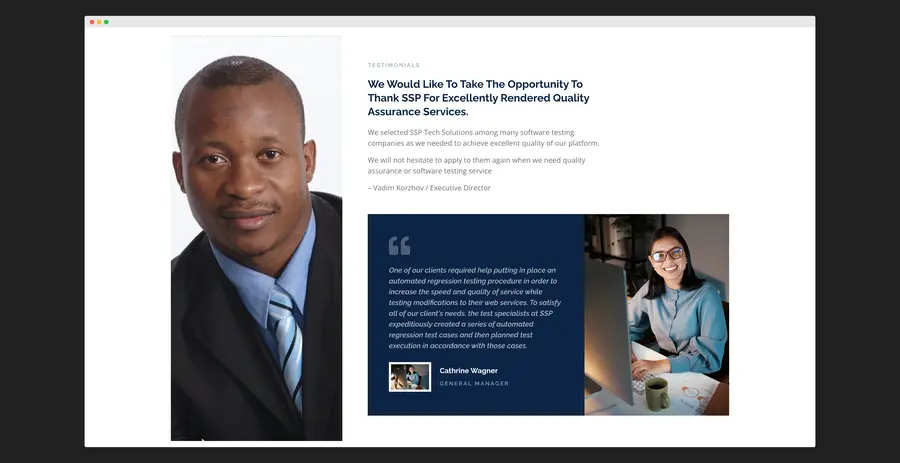 TESTIMONIALS
We Would Like To Take The Opportunity To
Thank SSP For Excellently Rendered Quality
Assurance Services.
We selected SSP Tech Solutions among many software testing
companies as we needed to achieve excellent quality of our platform.
We will not hesitate to apply to them again when we need quality
assurance or software testing service
– Vadim Korzhov / Executive Director
One of our clients required help putting in place an
automated regression testing procedure in order to
increase the speed and quality of service while
testing modifications to their web services. To satisfy
all of our client's needs, the test specialists at SSP
expeditiously created a series of automated
regression test cases and then planned test
execution in accordance with those cases.
Cathrine Wagner
GENERAL MANAGER